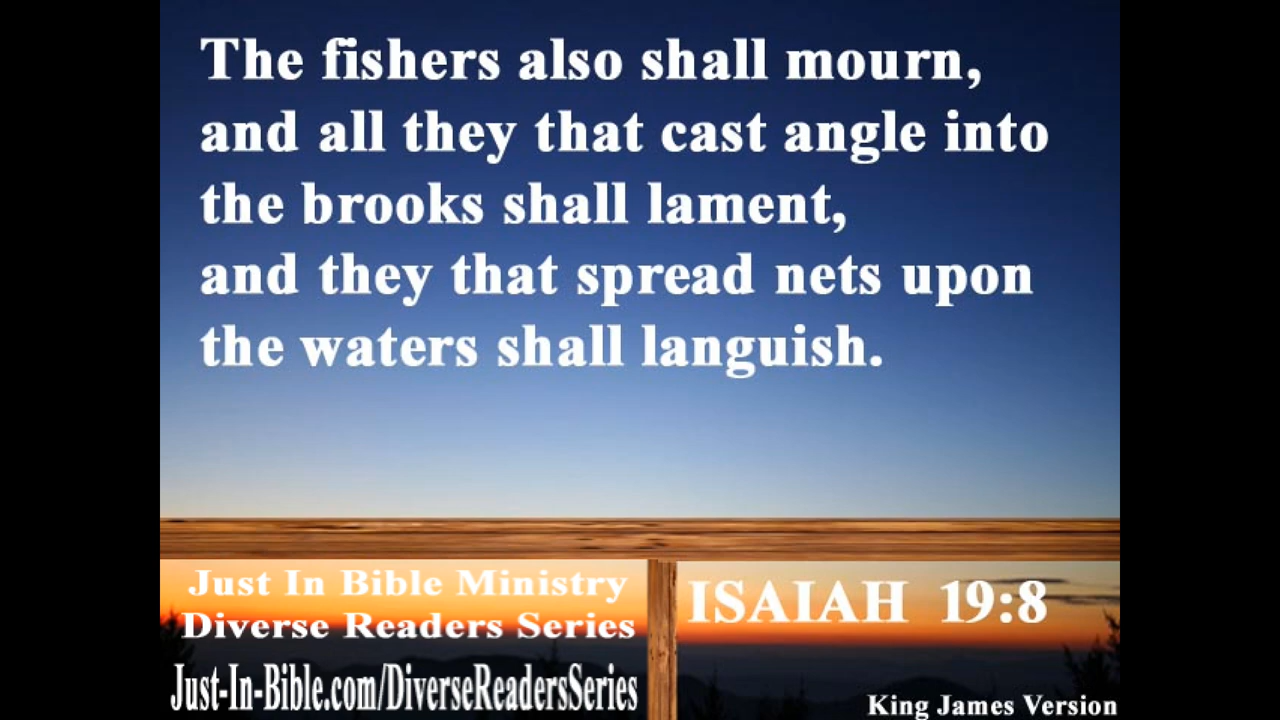 The fishers also shall mourn,
and all they that cast angle into
the brooks shall lament,
and they that spread nets upon
the waters shall languish.
Just In Bible Ministry
Diverse Readers Series
Just-In-Bible.com/DiverseReadersSeries
ISAIAH 19:8
King James Version